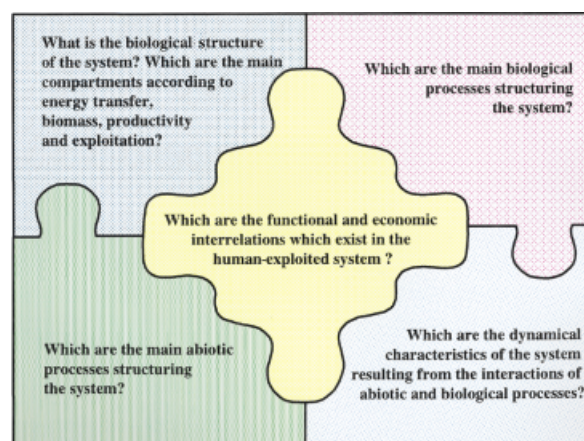 What is the biological structure
of the system? Which are the main
compartments according to
energy transfer,
biomass, productivity
and exploitation?
Which are the main biological
processes structuring
the system?
Which are the functional and economic
interrelations which exist in the
human-exploited system ?
Which are the main abiotic
processes structuring
the system?
Which are the dynamical
characteristics of the system
resulting from the interactions of
abiotic and biological processes?